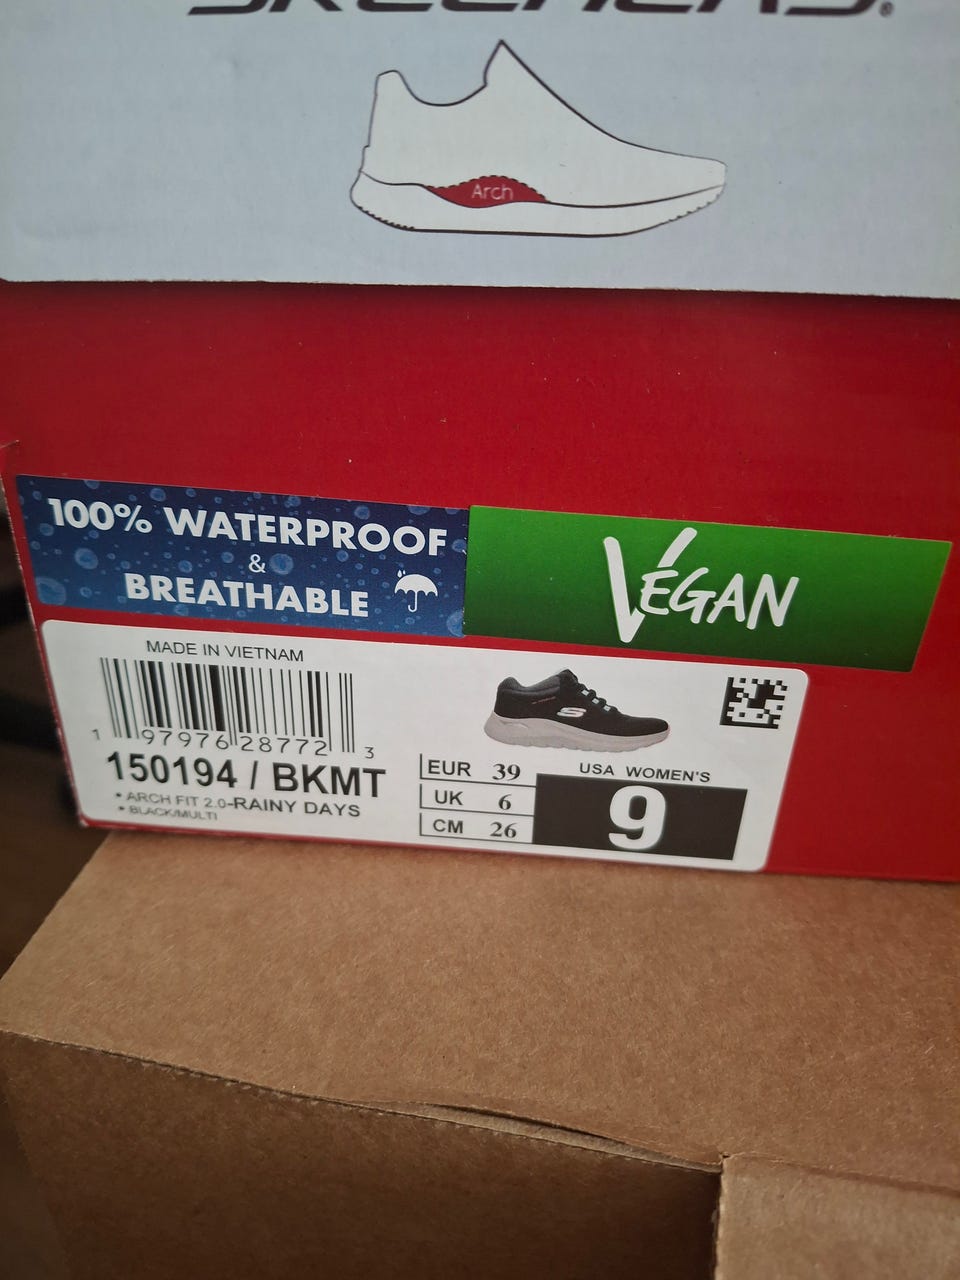 SKECHERS®
Arch
100% WATERPROOF
&
BREATHABLE
VEGAN
MADE IN VIETNAM
1 97976 28772 3
150194 / BKMT
• ARCH FIT 2.0-RAINY DAYS
• BLACK/MULTI
EUR 39
UK 6
CM 26
USA WOMEN'S
9